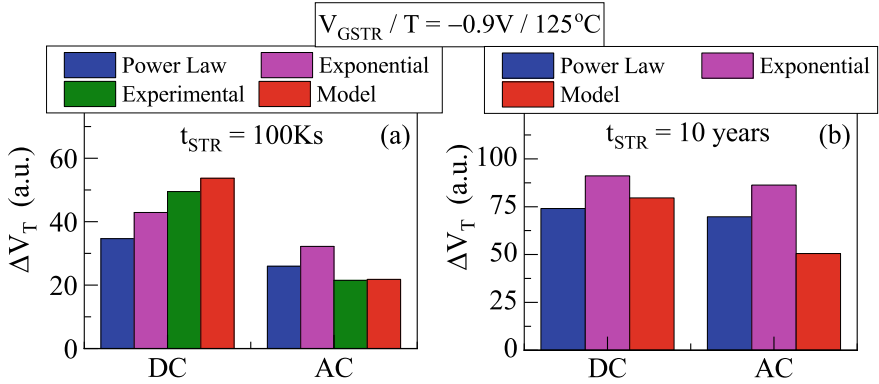 V_GSTR / T = −0.9V / 125°C
Power Law
Exponential
Experimental
Model
t_STR = 100Ks
(a)
ΔV_T (a.u.)
60
40
20
0
DC
AC
Power Law
Exponential
Model
t_STR = 10 years
(b)
ΔV_T (a.u.)
100
75
50
25
0
DC
AC